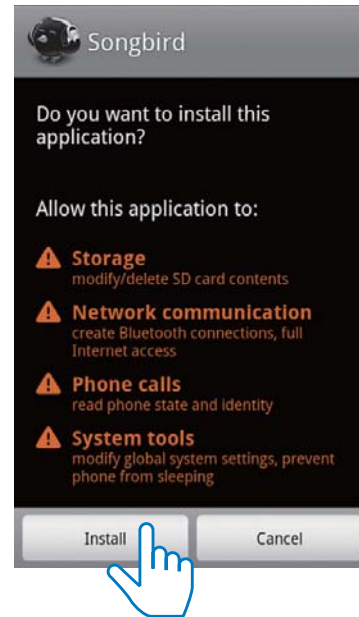 Songbird
Do you want to install this
application?
Allow this application to:
Storage
modify/delete SD card contents
Network communication
create Bluetooth connections, full
Internet access
Phone calls
read phone state and identity
System tools
modify global system settings, prevent
phone from sleeping
Install
Cancel